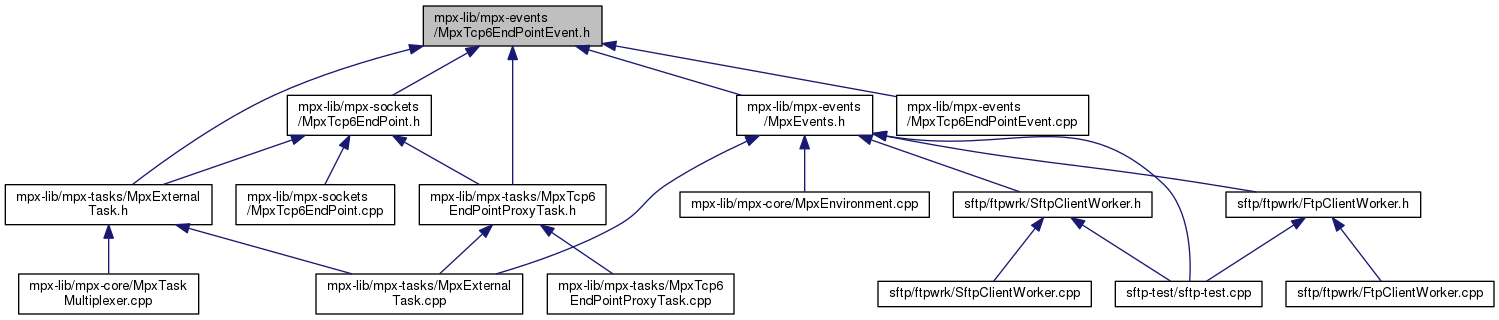 mpx-lib/mpx-events
/MpxTcp6EndPointEvent.h
mpx-lib/mpx-sockets
/MpxTcp6EndPoint.h
mpx-lib/mpx-events
/MpxEvents.h
mpx-lib/mpx-events
/MpxTcp6EndPointEvent.cpp
mpx-lib/mpx-tasks/MpxExternal
Task.h
mpx-lib/mpx-sockets
/MpxTcp6EndPoint.cpp
mpx-lib/mpx-tasks/MpxTcp6
EndPointProxyTask.h
mpx-lib/mpx-core/MpxEnvironment.cpp
sftp/ftpwrk/SftpClientWorker.h
sftp/ftpwrk/FtpClientWorker.h
mpx-lib/mpx-core/MpxTask
Multiplexer.cpp
mpx-lib/mpx-tasks/MpxExternal
Task.cpp
mpx-lib/mpx-tasks/MpxTcp6
EndPointProxyTask.cpp
sftp/ftpwrk/SftpClientWorker.cpp
sftp-test/sftp-test.cpp
sftp/ftpwrk/FtpClientWorker.cpp